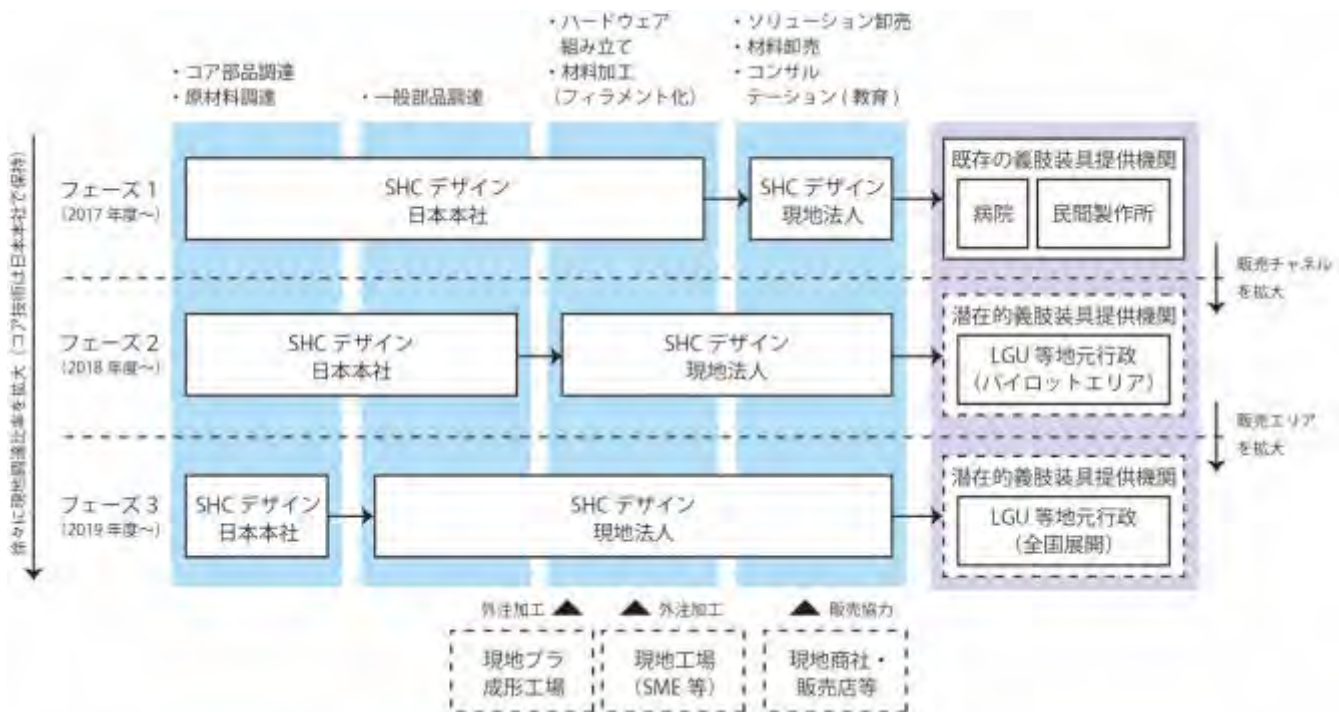 ・ハードウェア
組み立て
・材料加工
（フィラメント化）
・ソリューション卸売
・材料卸売
・コンサル
テーション（教育）
・コア部品調達
・原材料調達
・一般部品調達
徐々に現地調達比率を拡大（コア技術は日本本社で保持）
フェーズ 1
（2017 年度〜）
SHC デザイン
日本本社
SHC デザイン
現地法人
既存の義肢装具提供機関
病院
民間製作所
販売チャネル
を拡大
フェーズ 2
（2018 年度〜）
SHC デザイン
日本本社
SHC デザイン
現地法人
潜在的義肢装具提供機関
LGU 等地元行政
（パイロットエリア）
販売エリア
を拡大
フェーズ 3
（2019 年度〜）
SHC デザイン
日本本社
SHC デザイン
現地法人
潜在的義肢装具提供機関
LGU 等地元行政
（全国展開）
外注加工
外注加工
販売協力
現地プラ
成形工場
現地工場
（SME 等）
現地商社・
販売店等